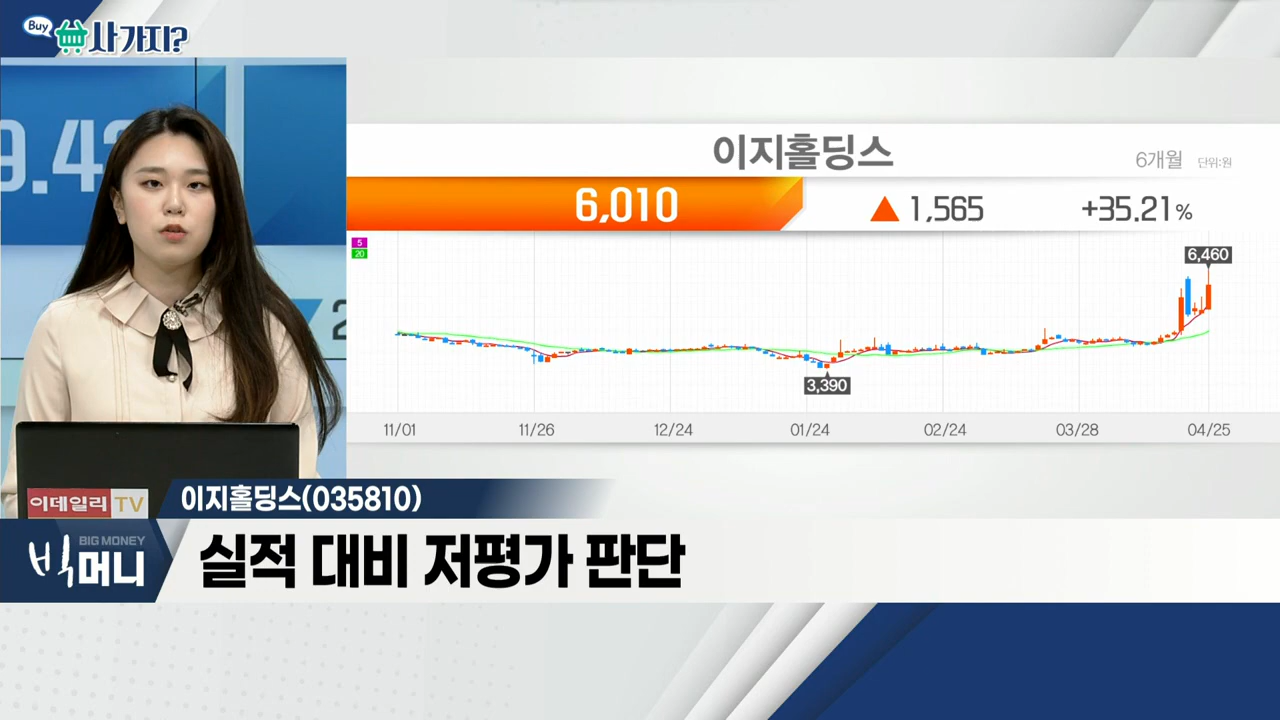 Buy
사가지?
9.43
2
이지홀딩스
6개월 단위:원
6,010 ▲ 1,565 +35.21%
5
20
6,460
3,390
11/01 11/26 12/24 01/24 02/24 03/28 04/25
이데일리TV
이지홀딩스(035810)
빅머니 BIG MONEY
실적 대비 저평가 판단